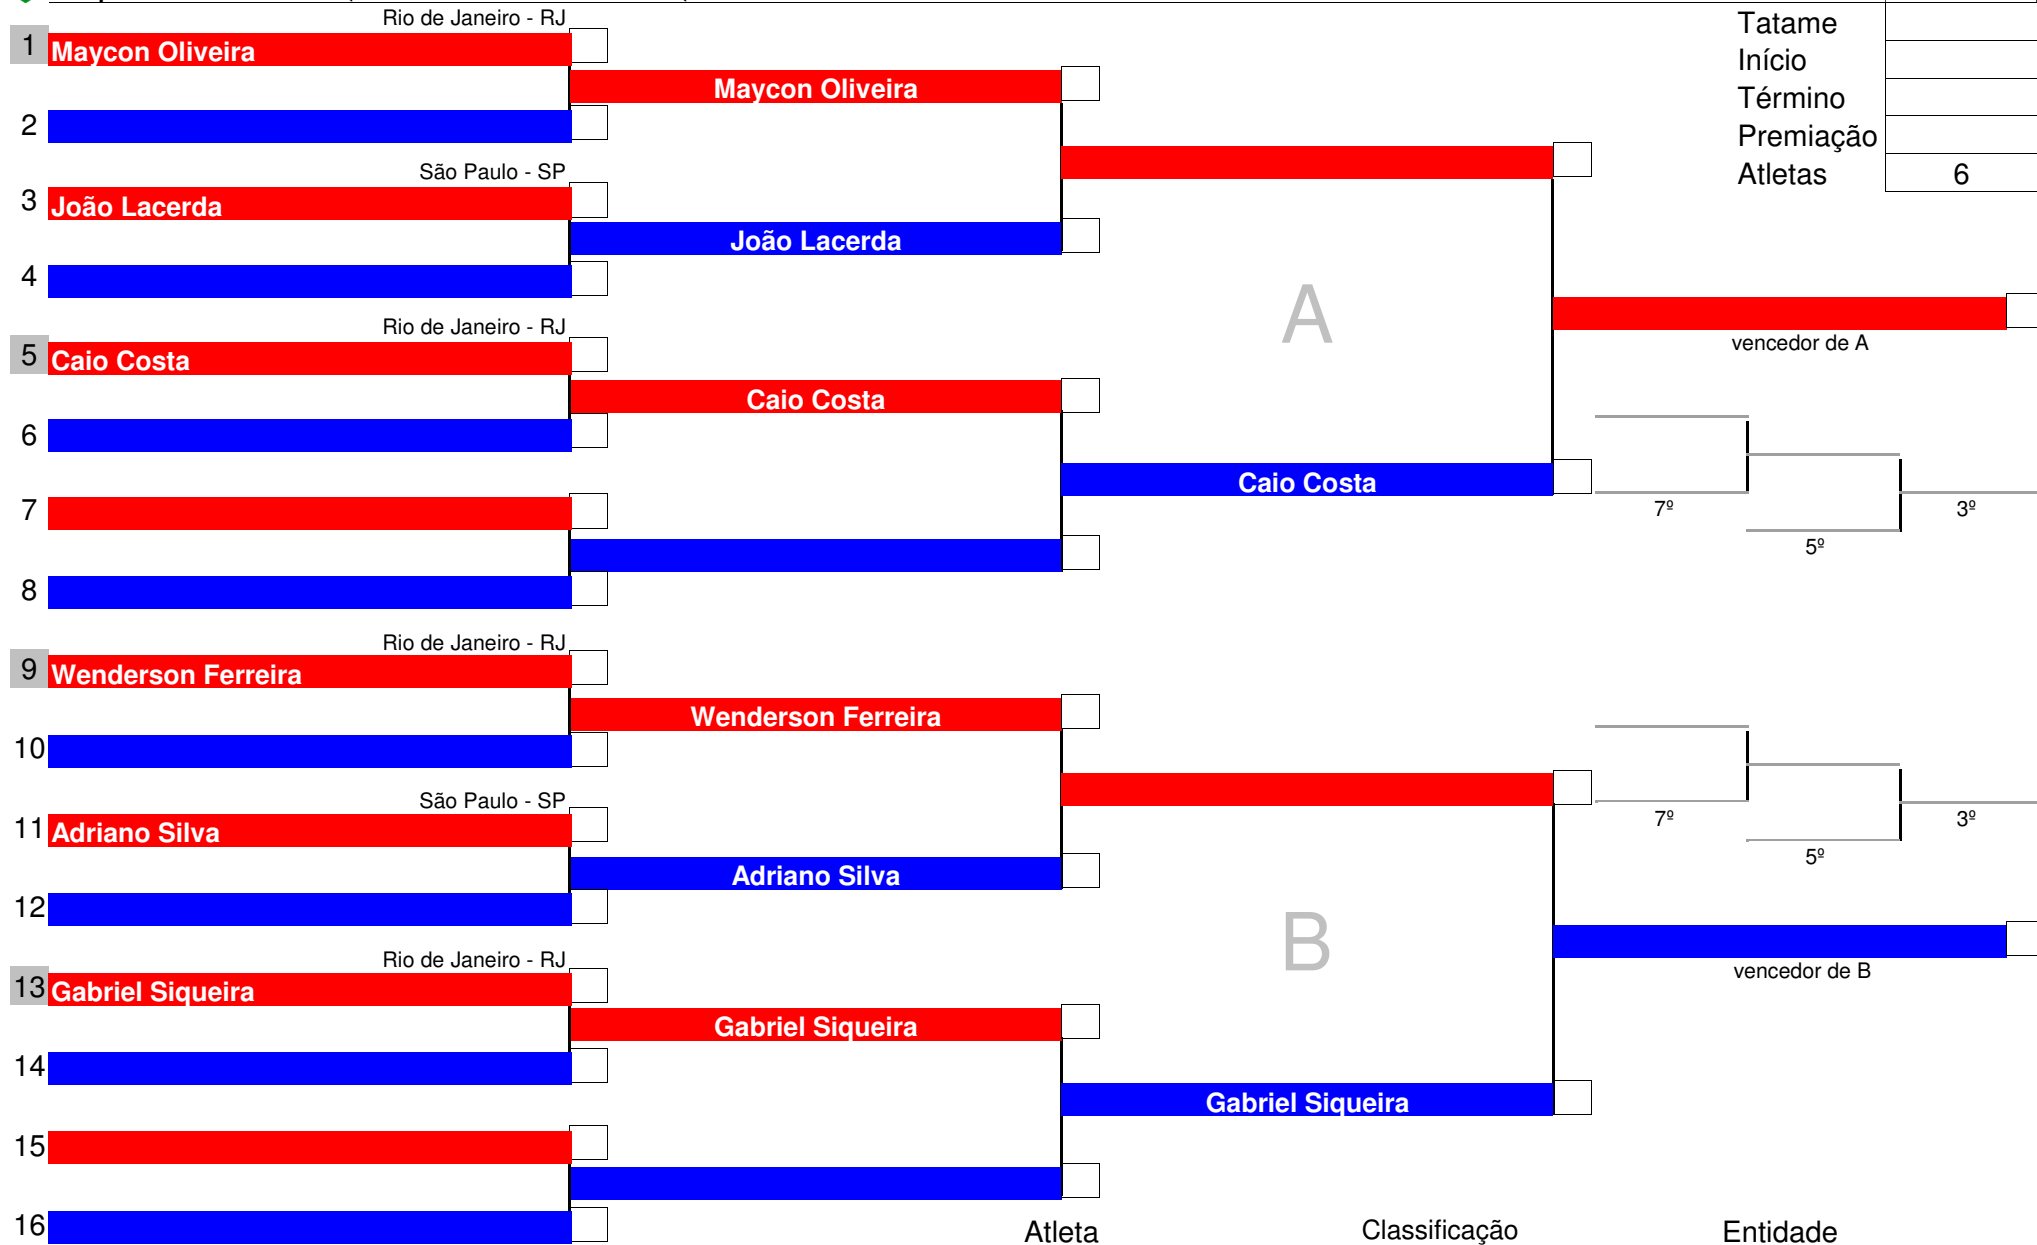 Rio de Janeiro - RJ
Tatame
1 Maycon Oliveira
Início
Maycon Oliveira
Término
2
Premiação
São Paulo - SP
Atletas 6
3 João Lacerda
João Lacerda
4
A
Rio de Janeiro - RJ
vencedor de A
5 Caio Costa
Caio Costa
6
Caio Costa
7
7º 3º
5º
8
Rio de Janeiro - RJ
9 Wenderson Ferreira
Wenderson Ferreira
10
São Paulo - SP
7º 3º
11 Adriano Silva
5º
Adriano Silva
12
B
Rio de Janeiro - RJ
vencedor de B
13 Gabriel Siqueira
Gabriel Siqueira
14
Gabriel Siqueira
15
16
Atleta Classificação Entidade